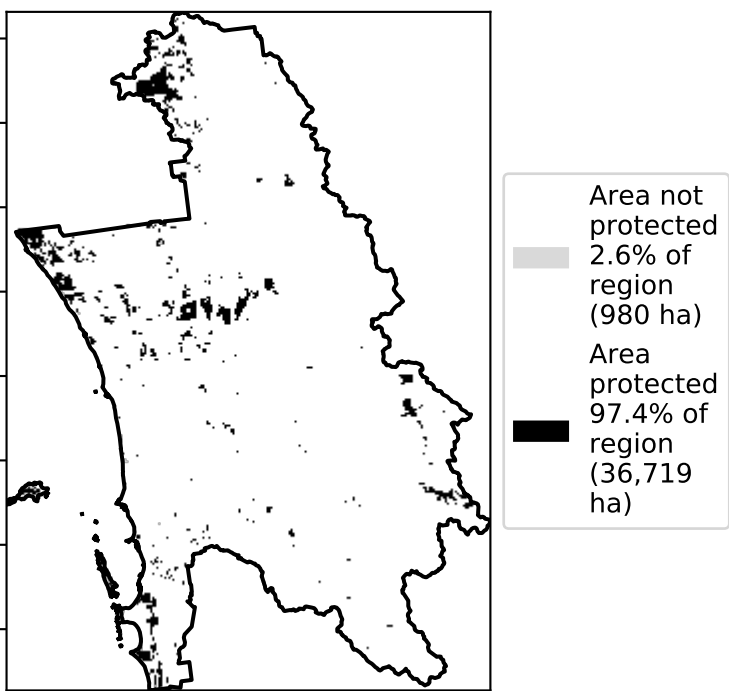 Area not
protected
2.6% of
region
(980 ha)
Area
protected
97.4% of
region
(36,719
ha)